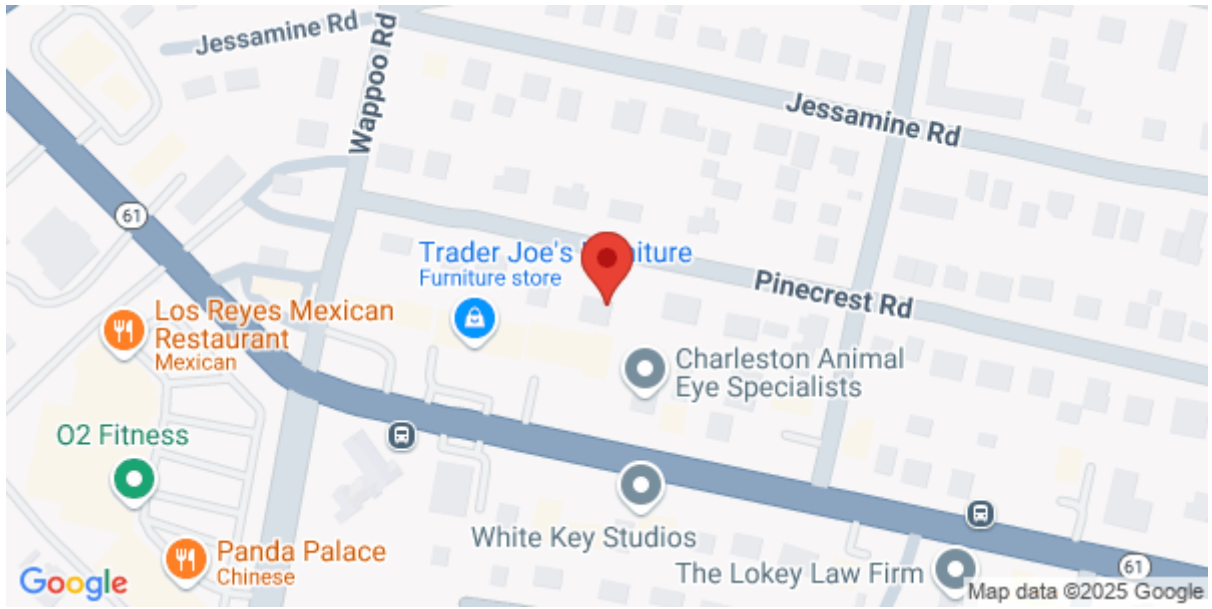 Jessamine Rd
Wappoo Rd
Jessamine Rd
61
Trader Joe's niture
Furniture store
Pinecrest Rd
Los Reyes Mexican
Restaurant
Mexican
Charleston Animal
Eye Specialists
O2 Fitness
White Key Studios
Panda Palace
Chinese
The Lokey Law Firm
61
Google
Map data ©2025 Google